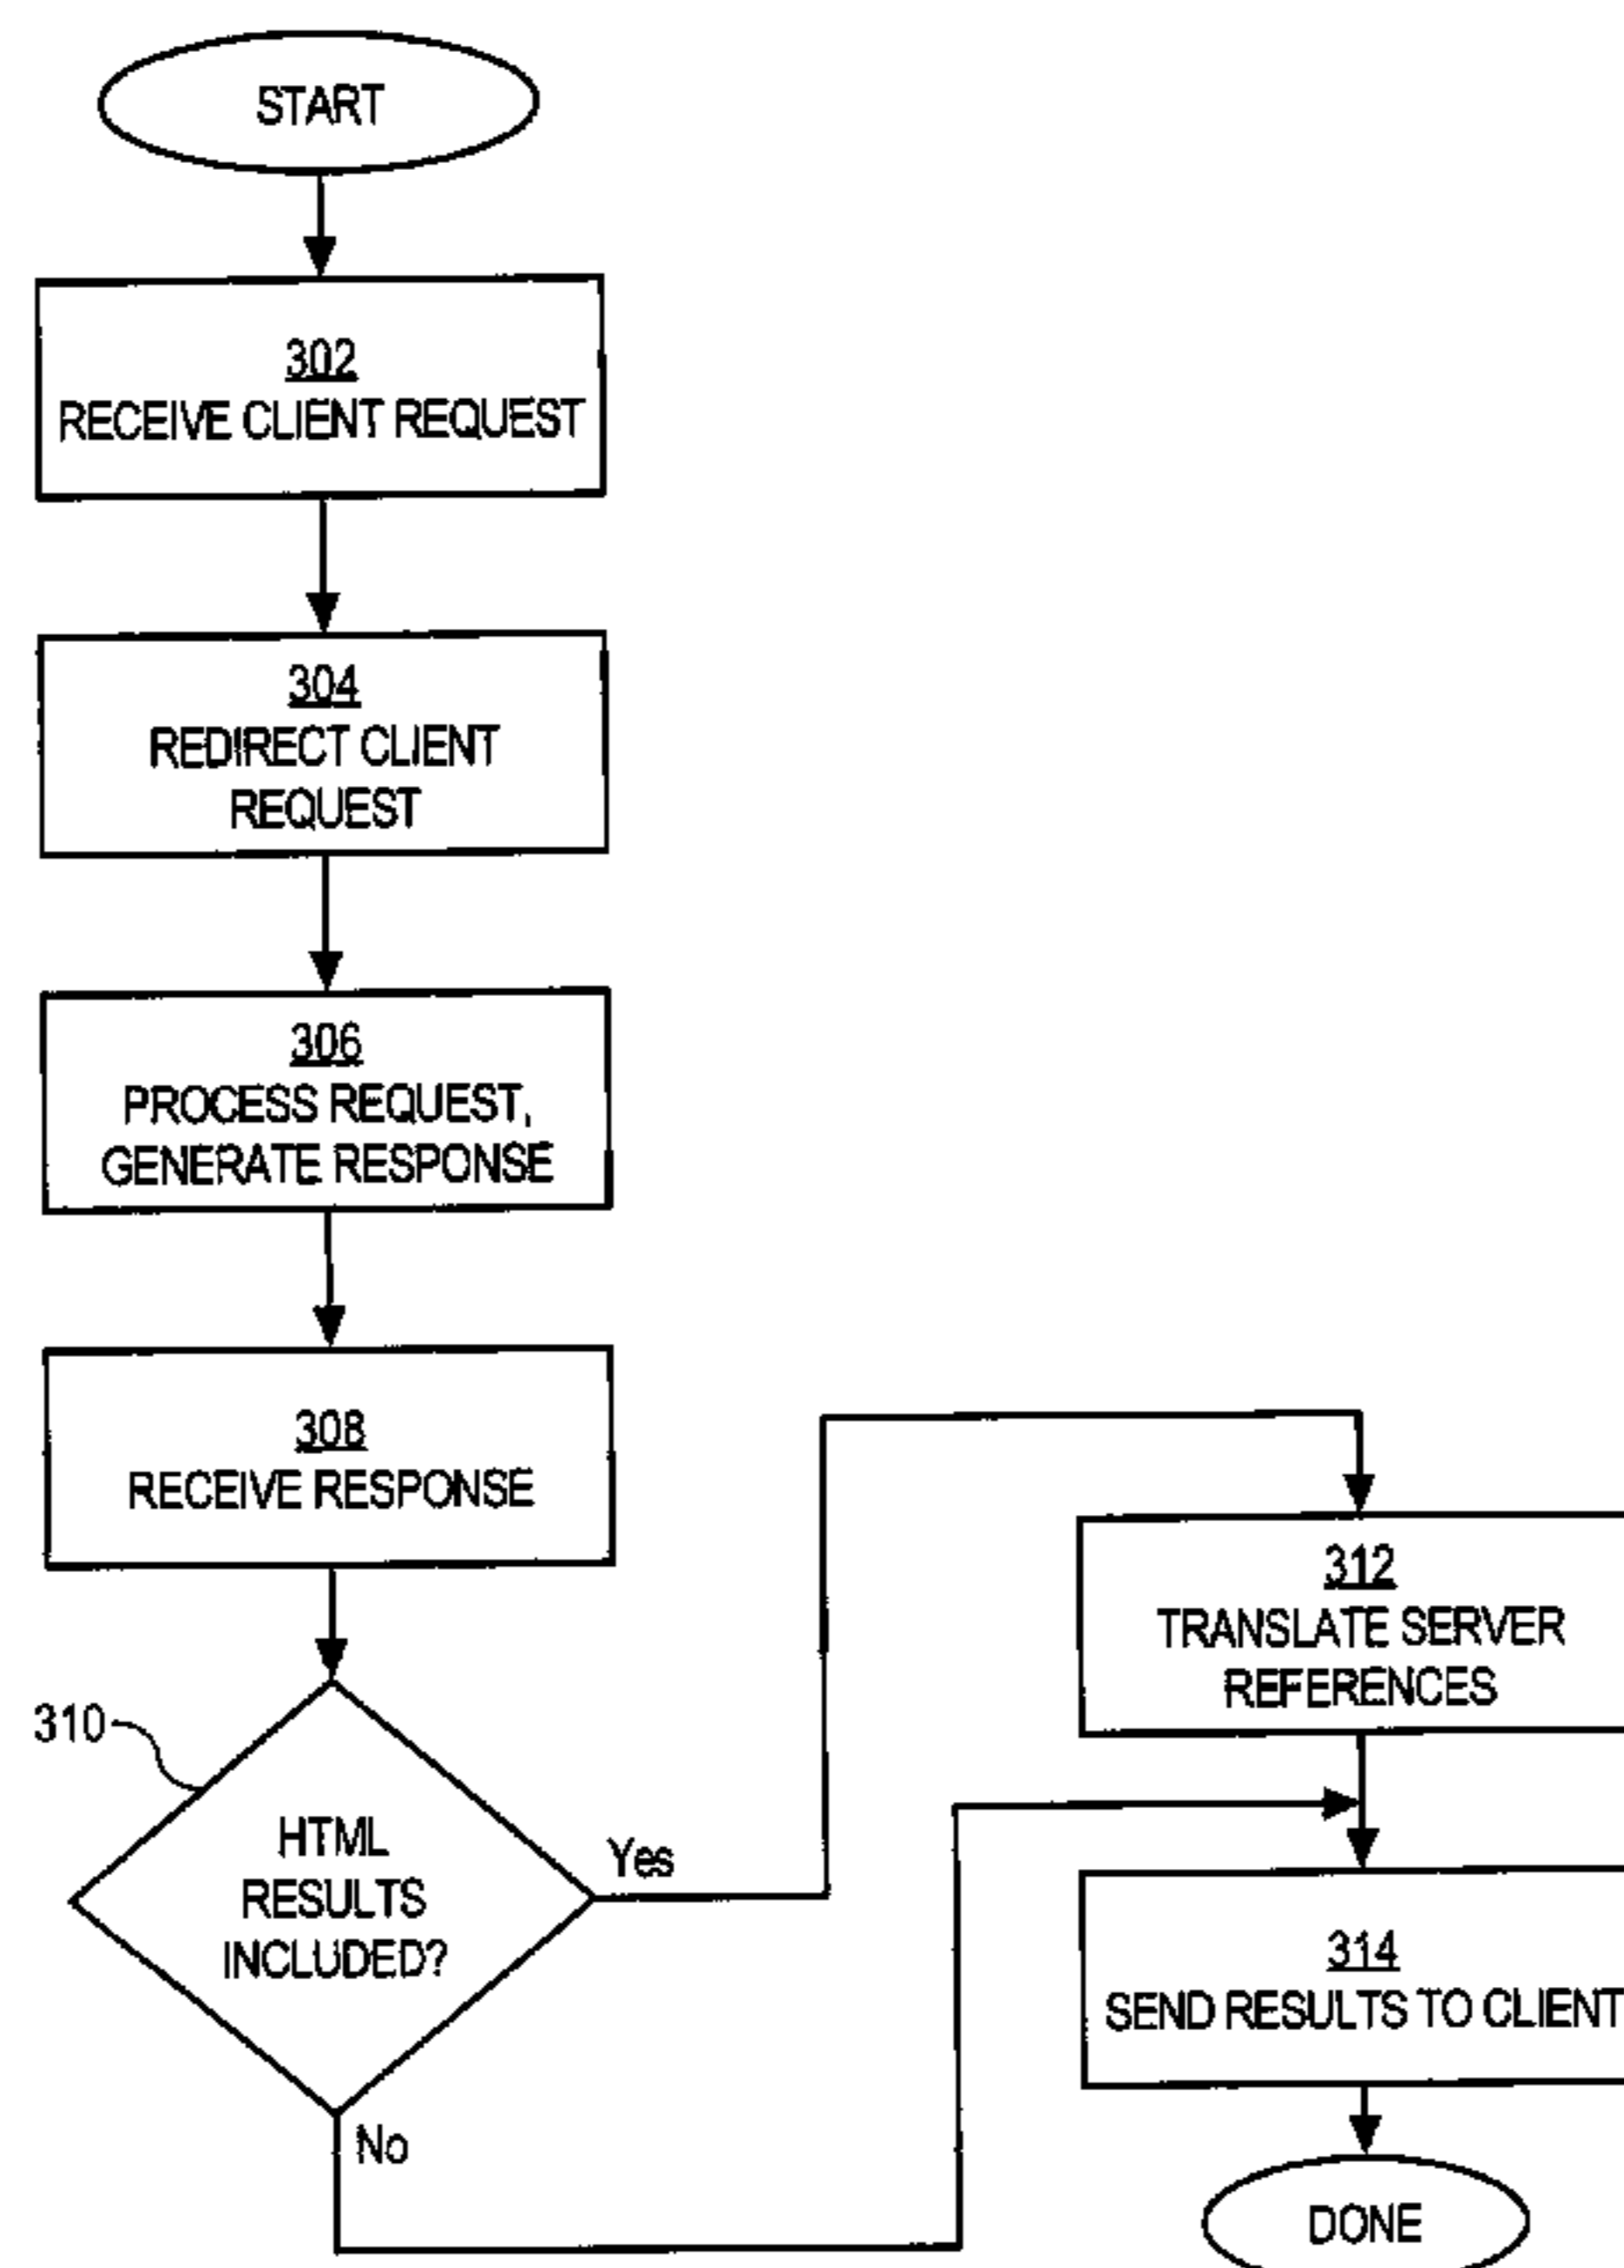 START
302
RECEIVE CLIENT REQUEST
304
REDIRECT CLIENT
REQUEST
306
PROCESS REQUEST,
GENERATE RESPONSE
308
RECEIVE RESPONSE
310
HTML
RESULTS
INCLUDED?
Yes
No
312
TRANSLATE SERVER
REFERENCES
314
SEND RESULTS TO CLIENT
DONE